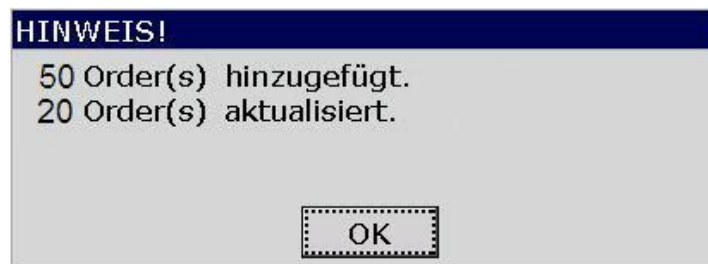 HINWEIS!
50 Order(s) hinzugefügt.
20 Order(s) aktualisiert.
OK